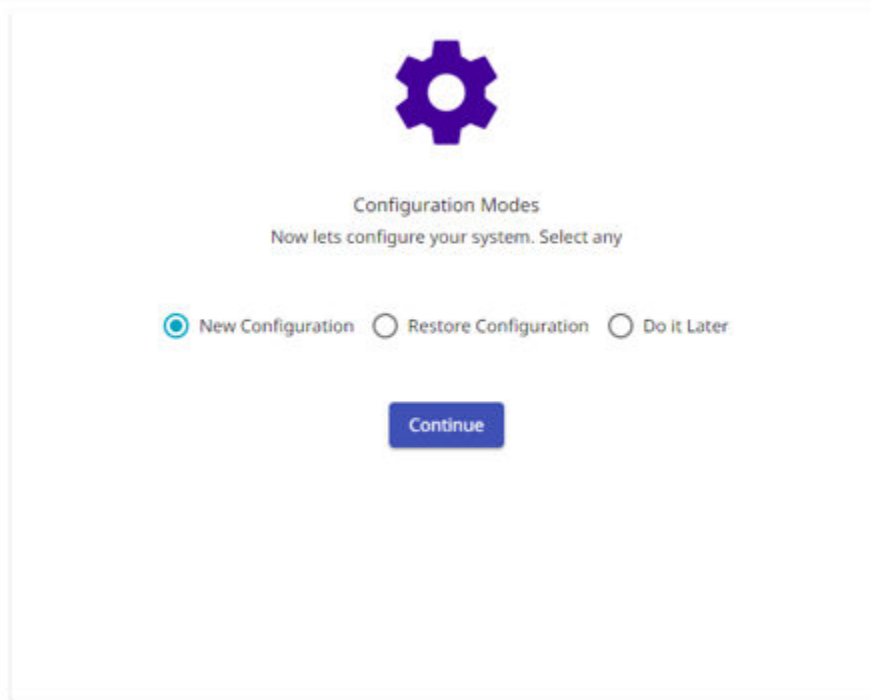 Configuration Modes
Now lets configure your system. Select any
New Configuration Restore Configuration Do it Later
Continue